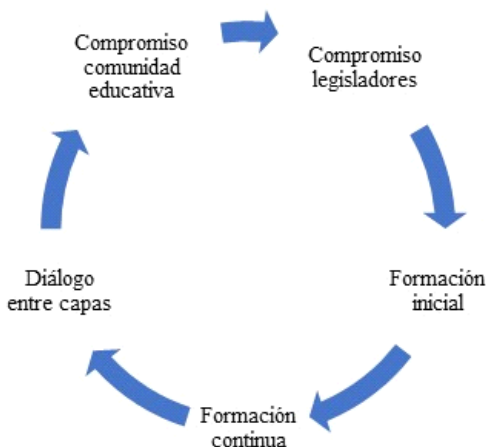 Compromiso
comunidad
educativa
Compromiso
legisladores
Formación
inicial
Formación
continua
Diálogo
entre capas